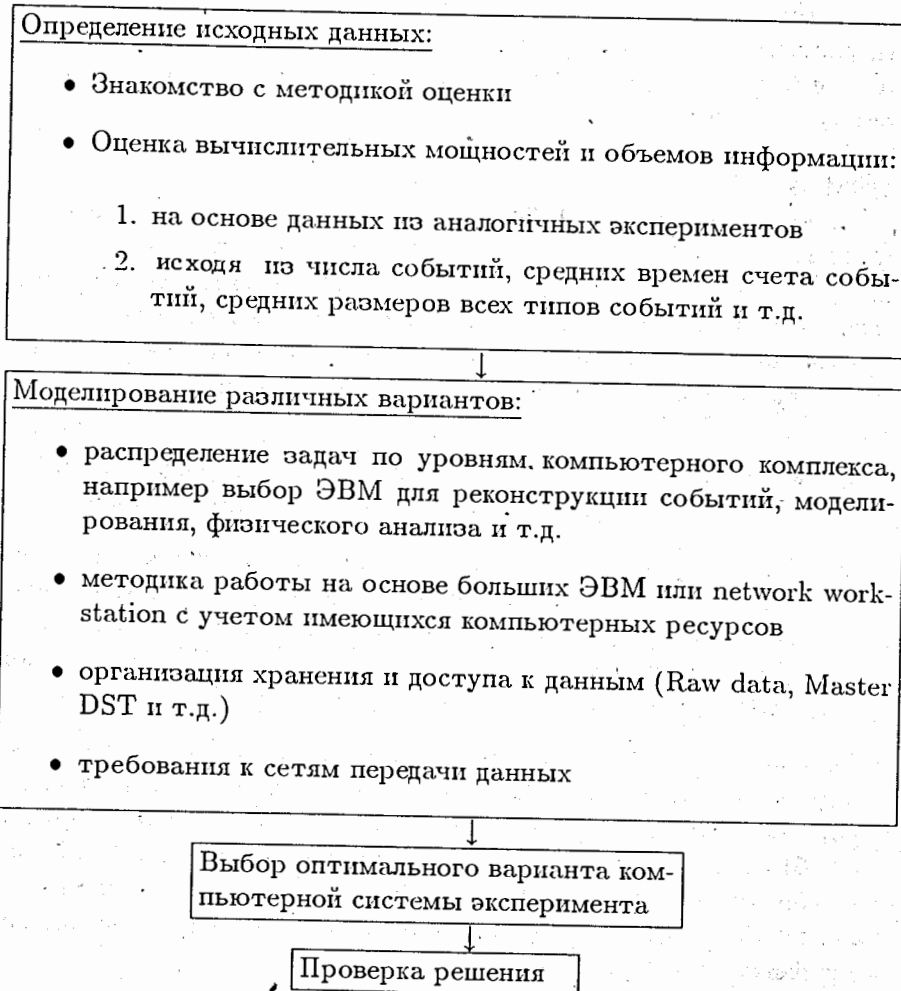 Определение исходных данных:
• Знакомство с методикой оценки
• Оценка вычислительных мощностей и объемов информации:
1. на основе данных из аналогичных экспериментов
2. исходя из числа событий, средних времен счета собы-
тий, средних размеров всех типов событий и т.д.
↓
Моделирование различных вариантов:
• распределение задач по уровням компьютерного комплекса,
например выбор ЭВМ для реконструкции событий, модели-
рования, физического анализа и т.д.
• методика работы на основе больших ЭВМ или network work-
station с учетом имеющихся компьютерных ресурсов
• организация хранения и доступа к данным (Raw data, Master
DST и т.д.)
• требования к сетям передачи данных
↓
Выбор оптимального варианта ком-
пьютерной системы эксперимента
↓
Проверка решения